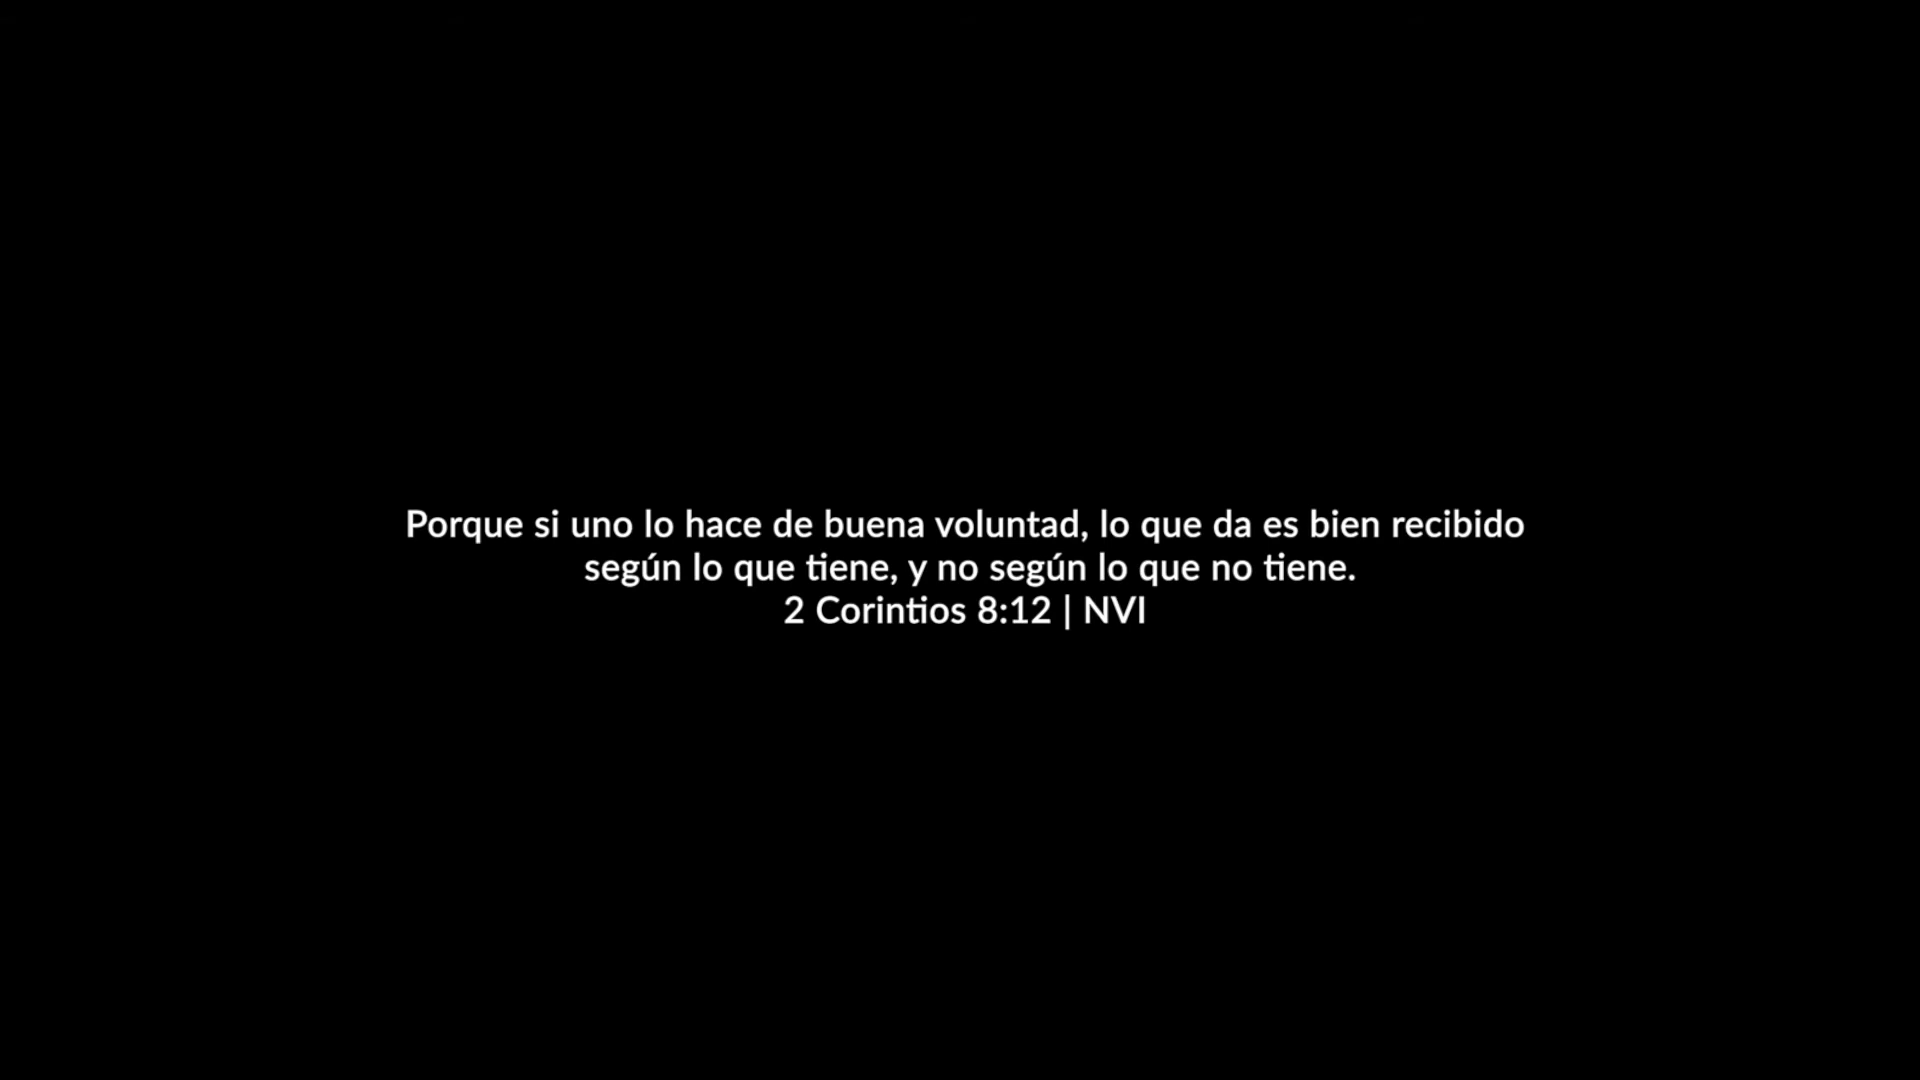 Porque si uno lo hace de buena voluntad, lo que da es bien recibido
según lo que tiene, y no según lo que no tiene.
2 Corintios 8:12 | NVI